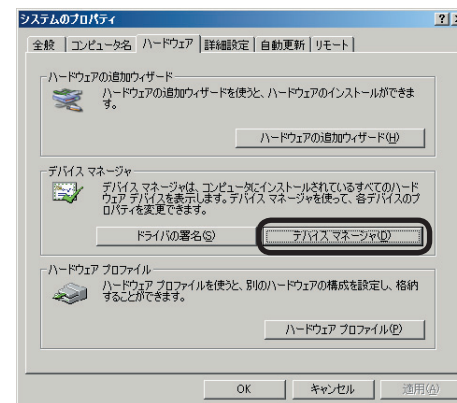 システムのプロパティ
全般 コンピュータ名 ハードウェア 詳細設定 自動更新 リモート
ハードウェアの追加ウィザード
ハードウェアの追加ウィザードを使うと、ハードウェアのインストールができま
す。
ハードウェアの追加ウィザード(H)
デバイス マネージャ
デバイス マネージャは、コンピュータにインストールされているすべてのハード
ウェア デバイスを表示します。デバイス マネージャを使って、各デバイスのプ
ロパティを変更できます。
ドライバの署名(S) デバイス マネージャ(D)
ハードウェア プロファイル
ハードウェア プロファイルを使うと、別のハードウェアの構成を設定し、格納
することができます。
ハードウェア プロファイル(P)
OK キャンセル 適用(A)